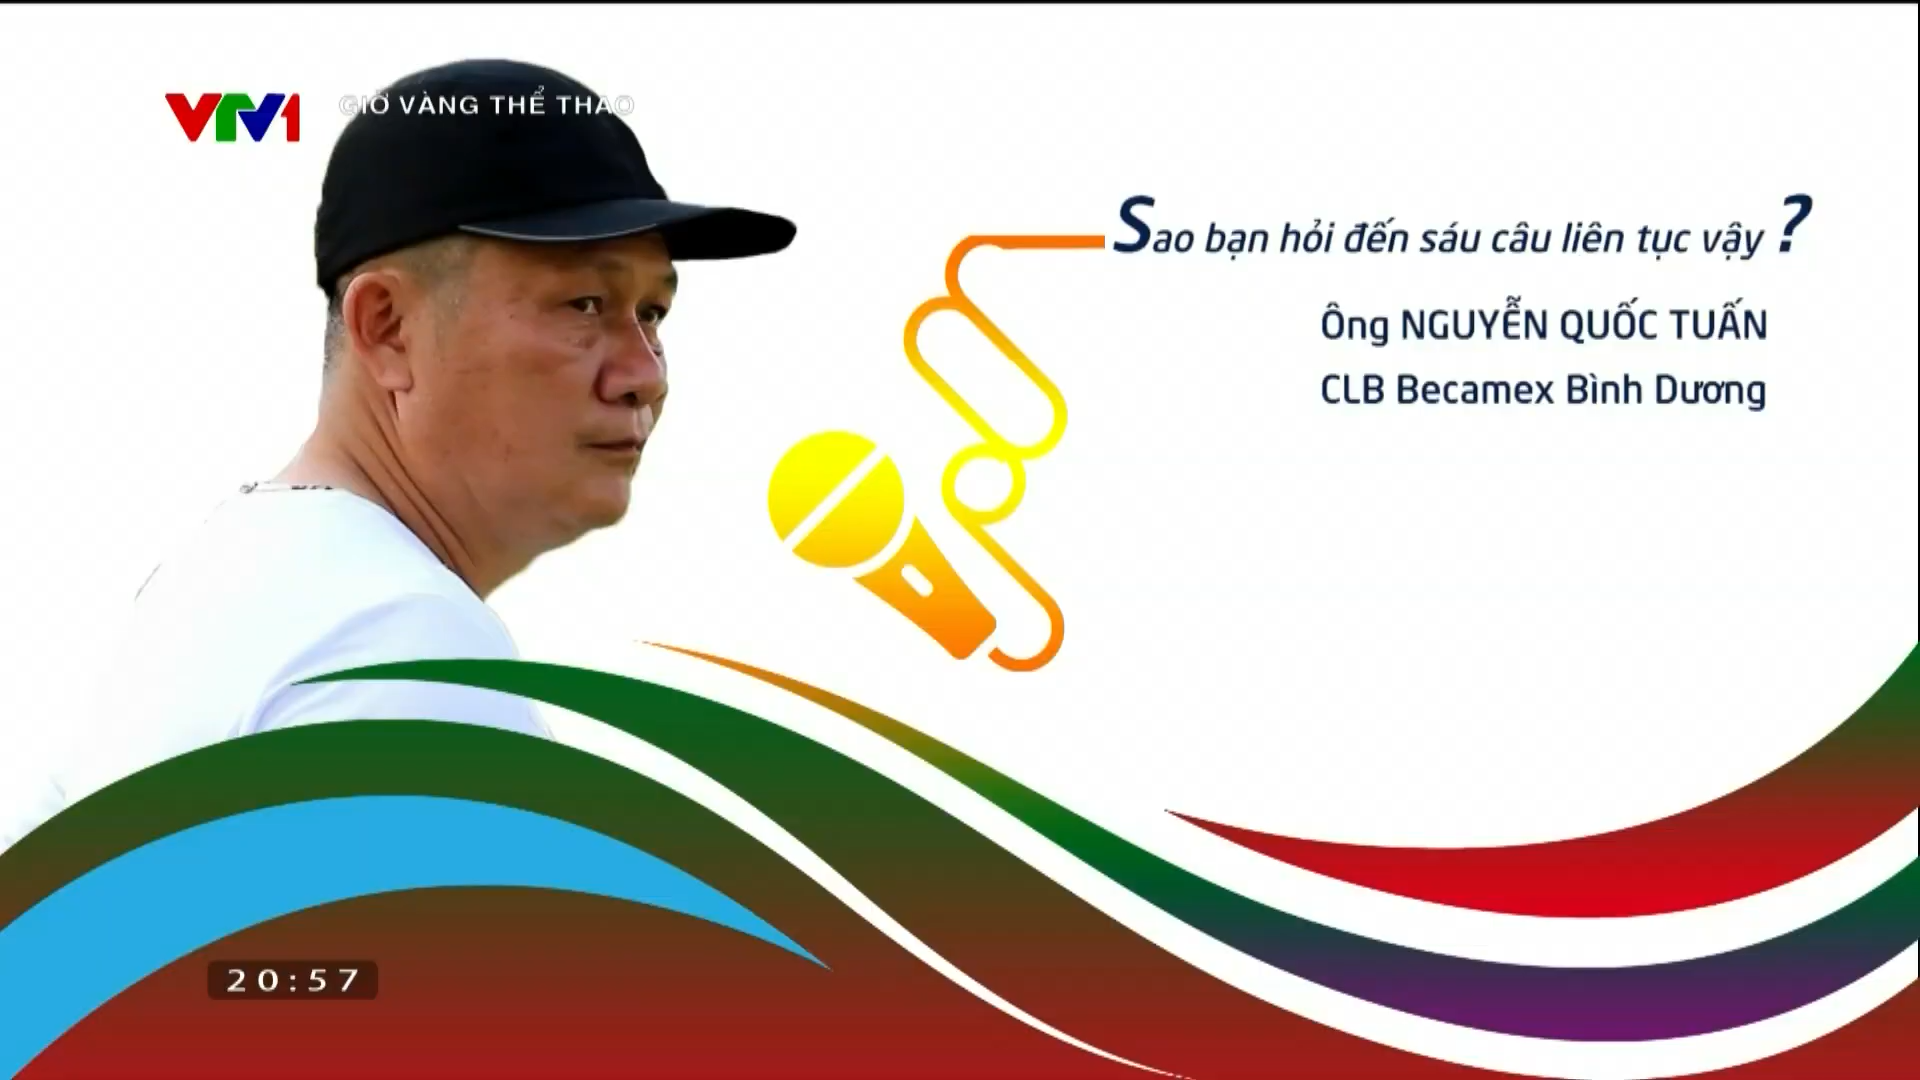 VTV1 GIỜ VÀNG THỂ THAO
Sao bạn hỏi đến sáu câu liên tục vậy ?
Ông NGUYỄN QUỐC TUẤN
CLB Becamex Bình Dương
20:57